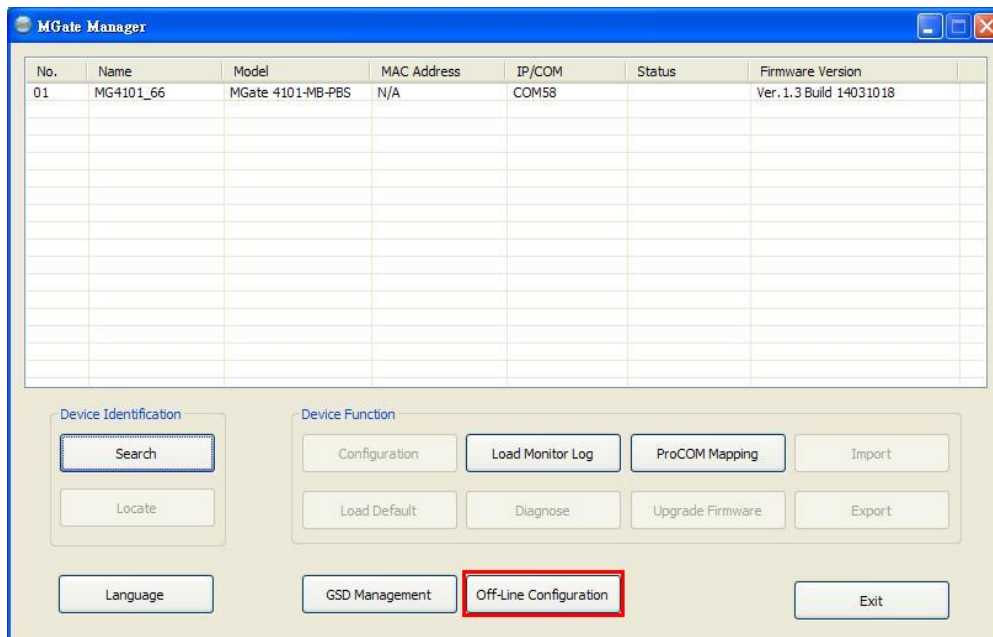 MGate Manager
No. Name Model MAC Address IP/COM Status Firmware Version
01 MG4101_66 MGate 4101-MB-PBS N/A COM58 Ver.1.3 Build 14031018
Device Identification
Search
Locate
Device Function
Configuration Load Monitor Log ProCOM Mapping Import
Load Default Diagnose Upgrade Firmware Export
Language GSD Management Off-Line Configuration Exit